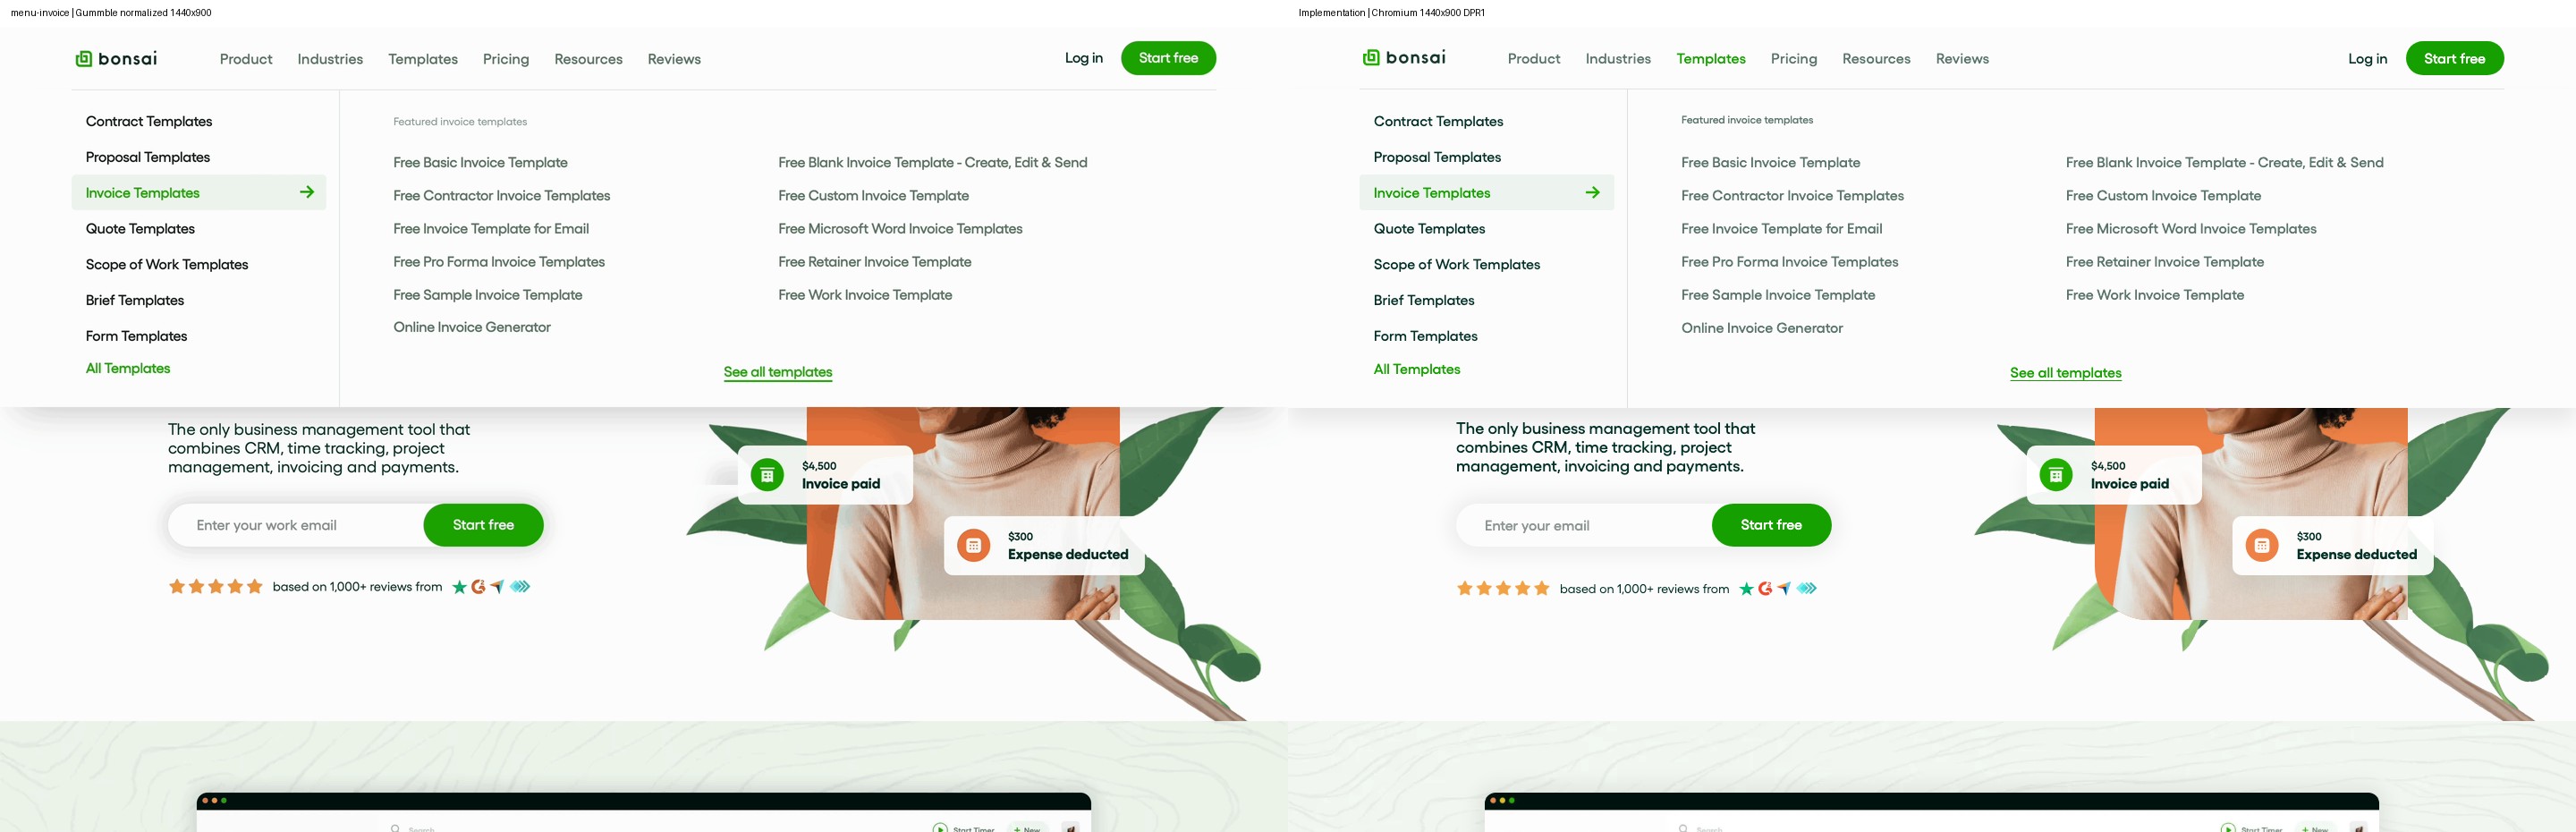 menu-invoice | Gummble normalized 1440x900
bonsai Product Industries Templates Pricing Resources Reviews Log in Start free
Contract Templates
Proposal Templates
Invoice Templates
Quote Templates
Scope of Work Templates
Brief Templates
Form Templates
All Templates
Featured invoice templates
Free Basic Invoice Template
Free Contractor Invoice Templates
Free Invoice Template for Email
Free Pro Forma Invoice Templates
Free Sample Invoice Template
Online Invoice Generator
Free Blank Invoice Template - Create, Edit & Send
Free Custom Invoice Template
Free Microsoft Word Invoice Templates
Free Retainer Invoice Template
Free Work Invoice Template
See all templates
The only business management tool that
combines CRM, time tracking, project
management, invoicing and payments.
Enter your work email Start free
based on 1,000+ reviews from
$4,500
Invoice paid
$300
Expense deducted
Search Start Timer + New
Implementation | Chromium 1440x900 DPR1
bonsai Product Industries Templates Pricing Resources Reviews Log in Start free
Contract Templates
Proposal Templates
Invoice Templates
Quote Templates
Scope of Work Templates
Brief Templates
Form Templates
All Templates
Featured invoice templates
Free Basic Invoice Template
Free Contractor Invoice Templates
Free Invoice Template for Email
Free Pro Forma Invoice Templates
Free Sample Invoice Template
Online Invoice Generator
Free Blank Invoice Template - Create, Edit & Send
Free Custom Invoice Template
Free Microsoft Word Invoice Templates
Free Retainer Invoice Template
Free Work Invoice Template
See all templates
The only business management tool that
combines CRM, time tracking, project
management, invoicing and payments.
Enter your email Start free
based on 1,000+ reviews from
$4,500
Invoice paid
$300
Expense deducted
Search Start Timer + New